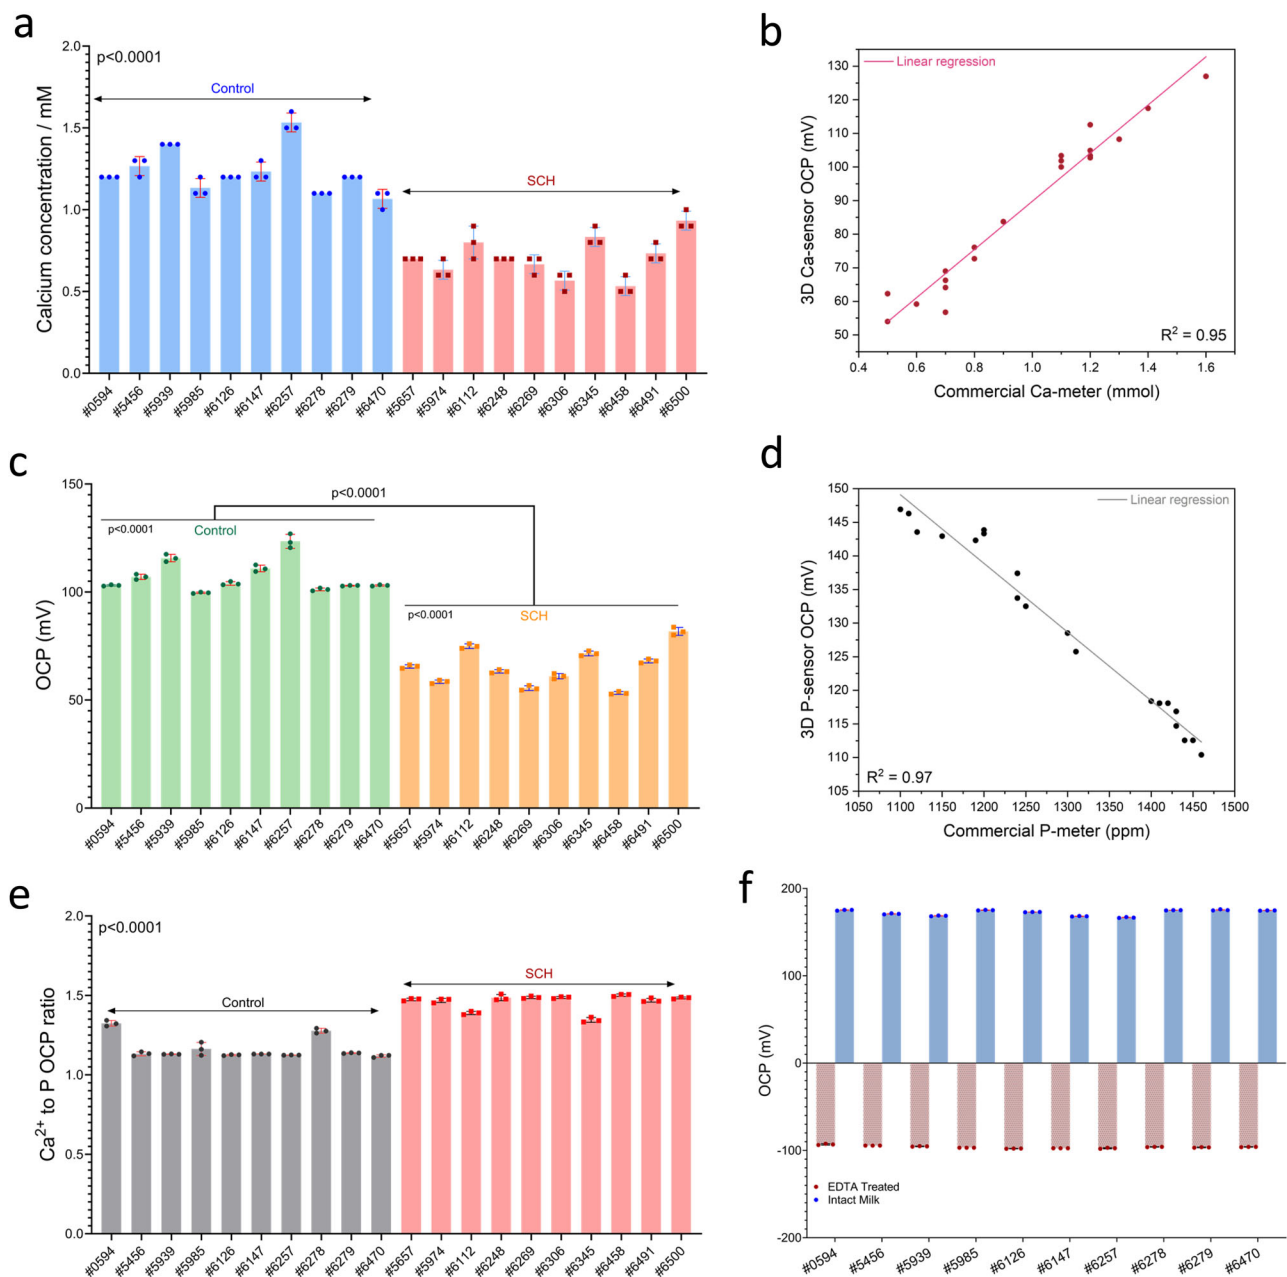 a
2.0
p<0.0001
Control
1.5
SCH
1.0
0.5
0.0
Calcium concentration / mM
#0594 #5456 #5939 #5985 #6126 #6147 #6257 #6278 #6279 #6470 #5657 #5974 #6112 #6248 #6269 #6306 #6345 #6458 #6491 #6500
b
Linear regression
130
120
110
100
90
80
70
60
50
3D Ca-sensor OCP (mV)
R² = 0.95
0.4 0.6 0.8 1.0 1.2 1.4 1.6
Commercial Ca-meter (mmol)
c
150
p<0.0001
p<0.0001
Control
100
p<0.0001
SCH
50
0
OCP (mV)
#0594 #5456 #5939 #5985 #6126 #6147 #6257 #6278 #6279 #6470 #5657 #5974 #6112 #6248 #6269 #6306 #6345 #6458 #6491 #6500
d
150
Linear regression
145
140
135
130
125
120
115
110
105
3D P-sensor OCP (mV)
R² = 0.97
1050 1100 1150 1200 1250 1300 1350 1400 1450 1500
Commercial P-meter (ppm)
e
2.0
p<0.0001
SCH
Control
1.5
1.0
0.5
0.0
Ca²⁺ to P OCP ratio
#0594 #5456 #5939 #5985 #6126 #6147 #6257 #6278 #6279 #6470 #5657 #5974 #6112 #6248 #6269 #6306 #6345 #6458 #6491 #6500
f
200
100
0
-100
-200
OCP (mV)
EDTA Treated
Intact Milk
#0594 #5456 #5939 #5985 #6126 #6147 #6257 #6278 #6279 #6470